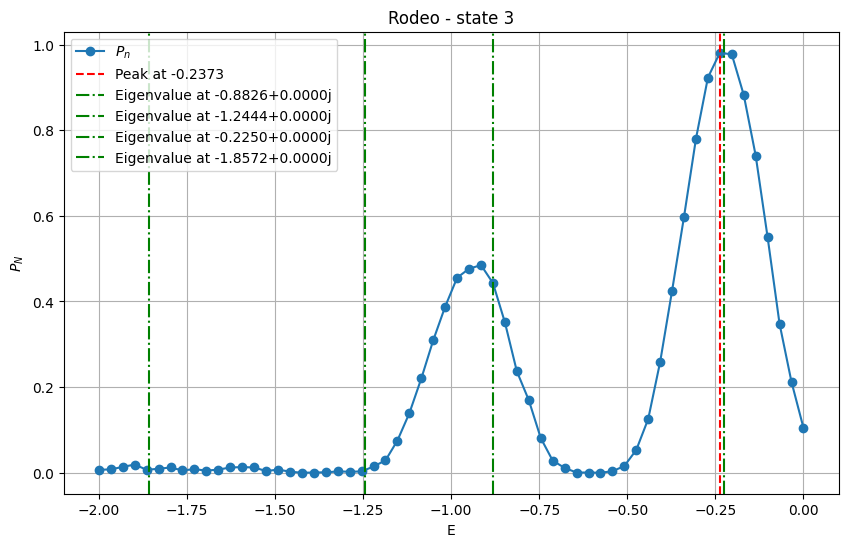 Rodeo - state 3
P_n
Peak at -0.2373
Eigenvalue at -0.8826+0.0000j
Eigenvalue at -1.2444+0.0000j
Eigenvalue at -0.2250+0.0000j
Eigenvalue at -1.8572+0.0000j
1.0
0.8
0.6
0.4
0.2
0.0
P_N
−2.00 −1.75 −1.50 −1.25 −1.00 −0.75 −0.50 −0.25 0.00
E